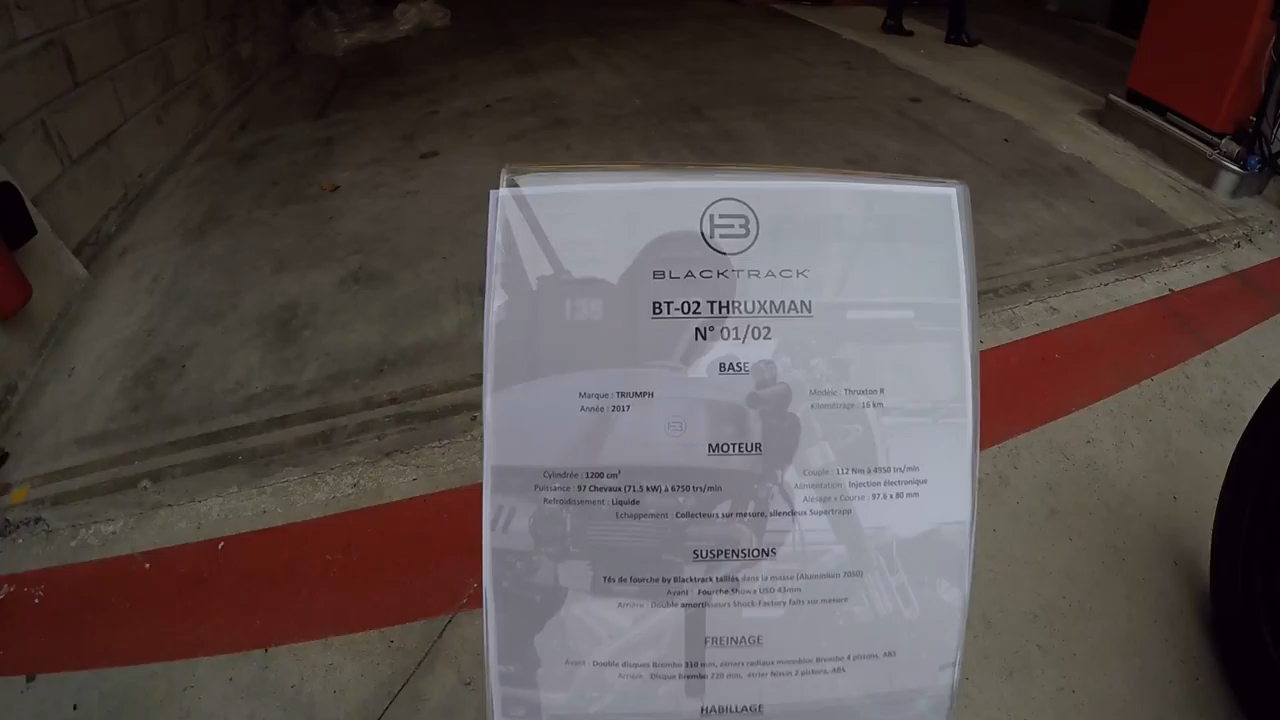 BLACKTRACK
BT-02 THRUXMAN
N° 01/02
BASE
Marque : TRIUMPH
Modèle : Thruxton R
Année : 2017
Kilométrage : 16 km
MOTEUR
Cylindrée : 1200 cm³
Couple : 112 Nm à 4950 trs/min
Puissance : 97 Chevaux (71.5 kW) à 6750 trs/min
Alimentation : Injection électronique
Refroidissement : Liquide
Alésage x Course : 97.6 x 80 mm
Echappement : Collecteurs sur mesure, silencieux Supertrapp
SUSPENSIONS
Tés de fourche by Blacktrack taillés dans la masse (Aluminium 7050)
Avant : Fourche Showa USD 43mm
Arrière : Double amortisseurs Shock Factory faits sur mesure
FREINAGE
Avant : Double disques Brembo 310 mm, étriers radiaux monobloc Brembo 4 pistons, ABS
Arrière : Disque Brembo 220 mm, étrier Nissin 2 pistons, ABS
HABILLAGE